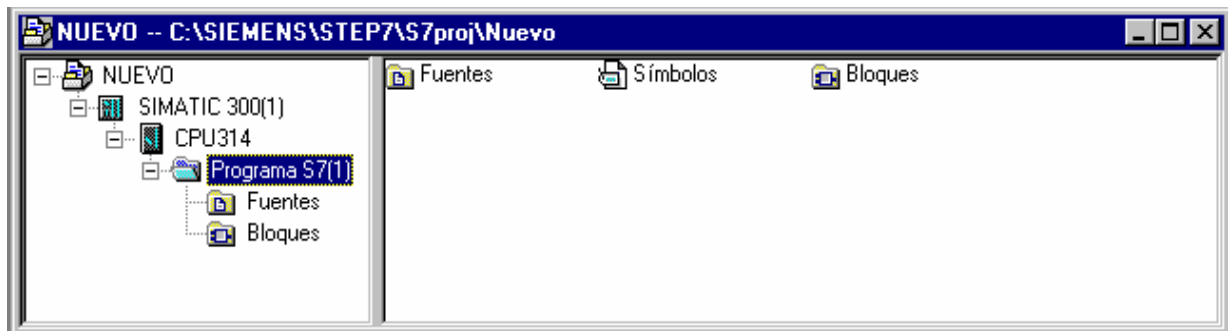 NUEVO -- C:\SIEMENS\STEP7\S7proj\Nuevo
NUEVO
SIMATIC 300(1)
CPU314
Programa S7(1)
Fuentes
Bloques
Fuentes Símbolos Bloques